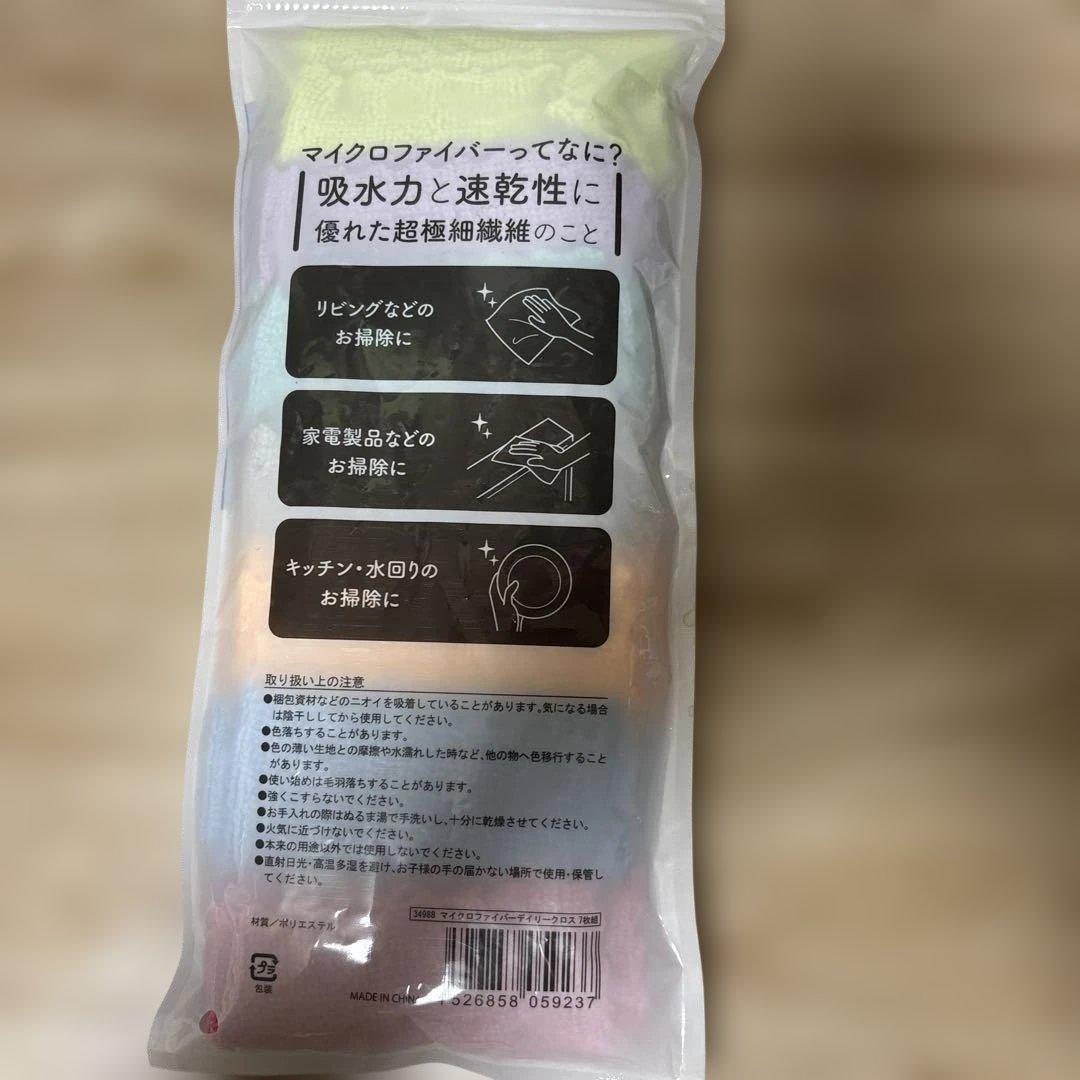 マイクロファイバーってなに?
吸水力と速乾性に
優れた超極細繊維のこと
リビングなどの
お掃除に
家電製品などの
お掃除に
キッチン・水回りの
お掃除に
取り扱い上の注意
●梱包資材などのニオイを吸着していることがあります。気になる場合
は陰干ししてから使用してください。
●色落ちすることがあります。
●色の薄い生地との摩擦や水濡れした時など、他の物へ色移行すること
があります。
●使い始めは毛羽落ちすることがあります。
●強くこすらないでください。
●お手入れの際はぬるま湯で手洗いし、十分に乾燥させてください。
●火気に近づけないでください。
●本来の用途以外では使用しないでください。
●直射日光・高温多湿を避け、お子様の手の届かない場所で使用・保管し
てください。
材質／ポリエステル
34988 マイクロファイバーデイリークロス 7枚組
プラ
包装
MADE IN CHINA
526858 059237